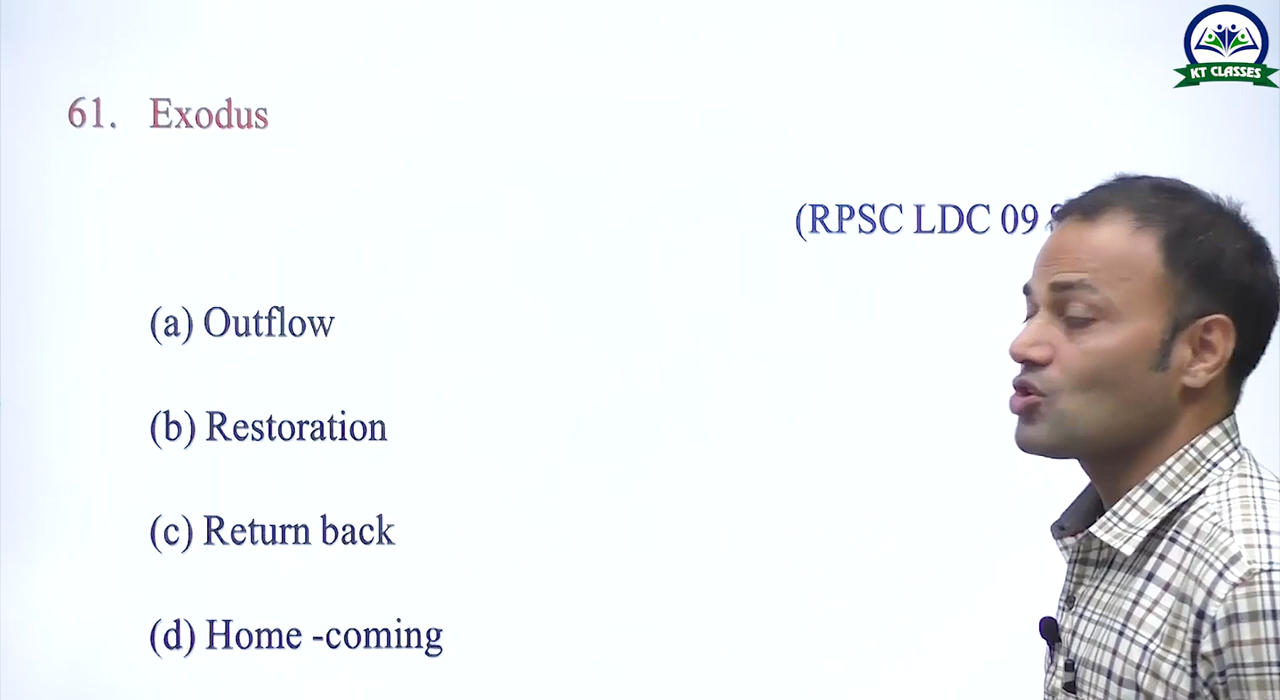 KT CLASSES
61. Exodus
(RPSC LDC 09
(a) Outflow
(b) Restoration
(c) Return back
(d) Home -coming